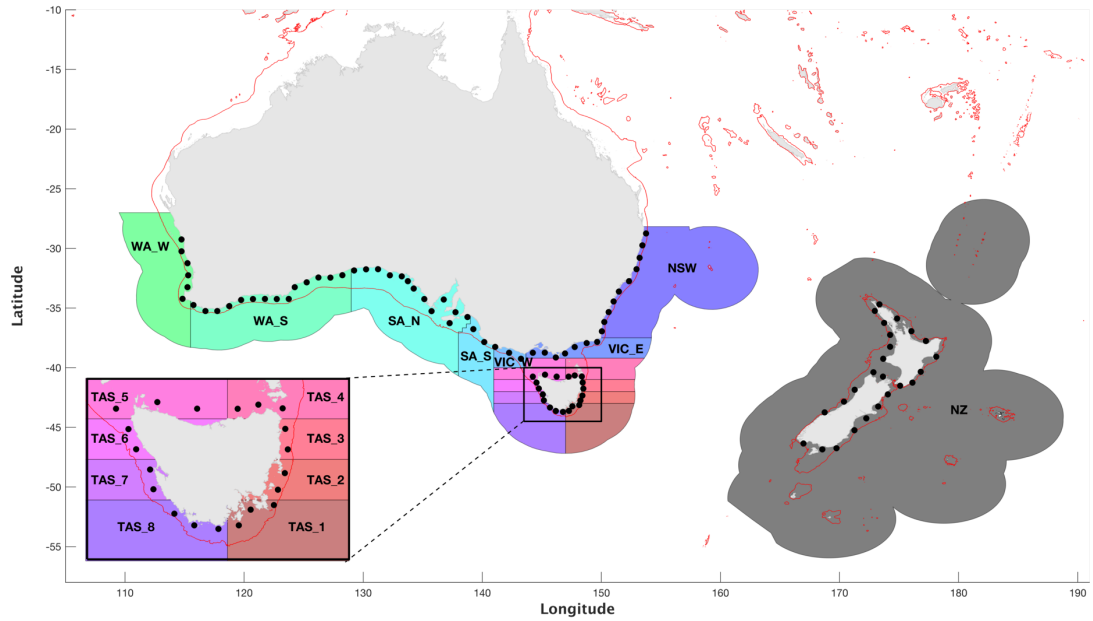 -10
-15
-20
-25
-30
-35
-40
-45
-50
-55
Latitude
WA_W
WA_S
SA_N
SA_S
VIC_W
VIC_E
NSW
NZ
TAS_5
TAS_4
TAS_6
TAS_3
TAS_7
TAS_2
TAS_8
TAS_1
110
120
130
140
150
160
170
180
190
Longitude